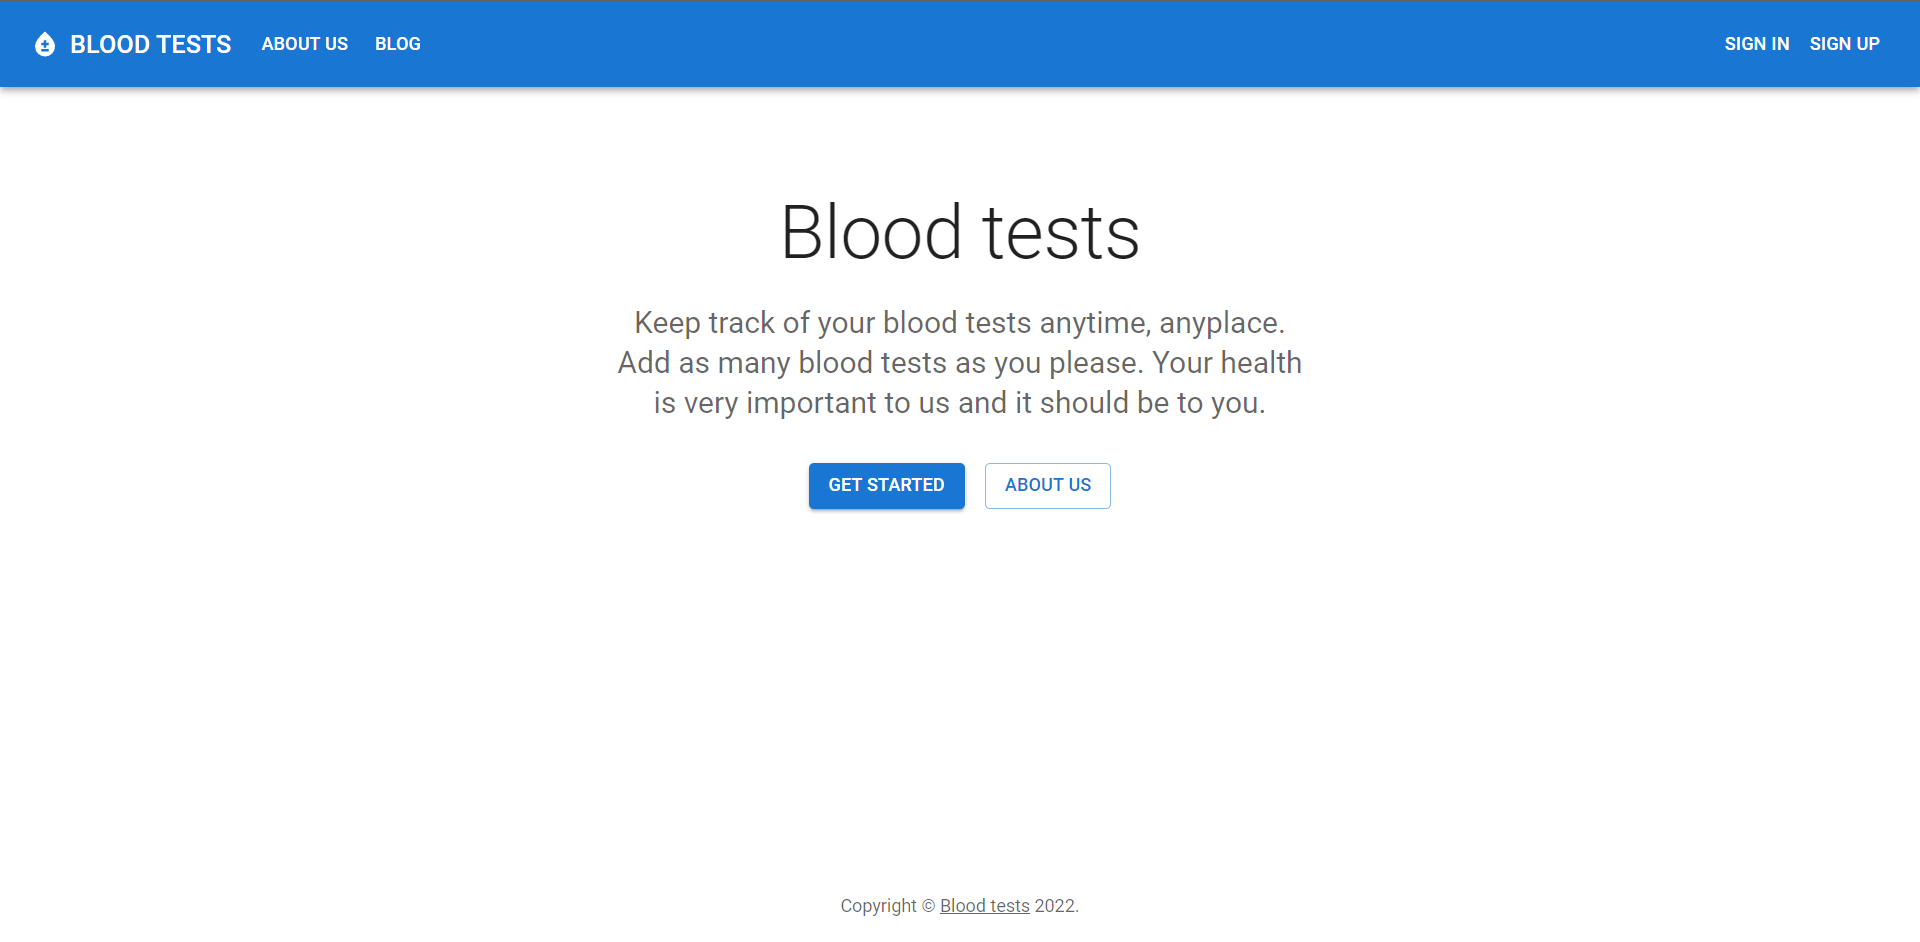 BLOOD TESTS ABOUT US BLOG SIGN IN SIGN UP
Blood tests
Keep track of your blood tests anytime, anyplace.
Add as many blood tests as you please. Your health
is very important to us and it should be to you.
GET STARTED ABOUT US
Copyright © Blood tests 2022.